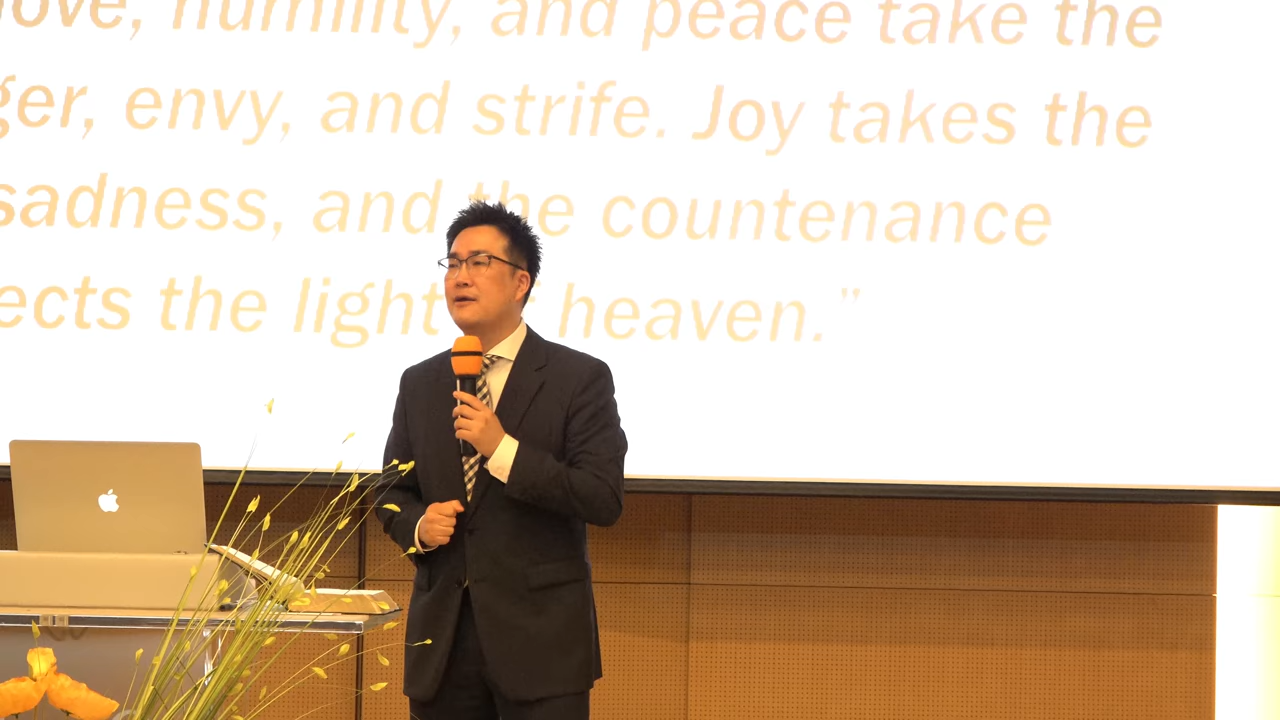 love, humility, and peace take the
ger, envy, and strife. Joy takes the
sadness, and the countenance
ects the light of heaven.”